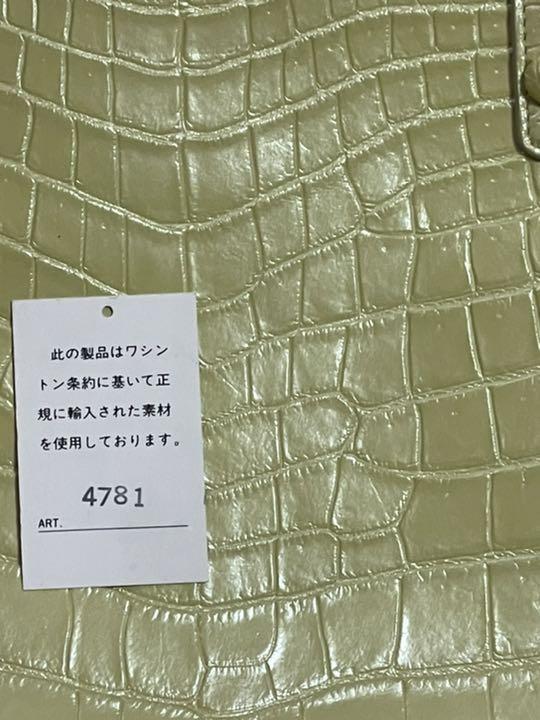 此の製品はワシン
トン条約に基いて正
規に輸入された素材
を使用しております。
4781
ART.